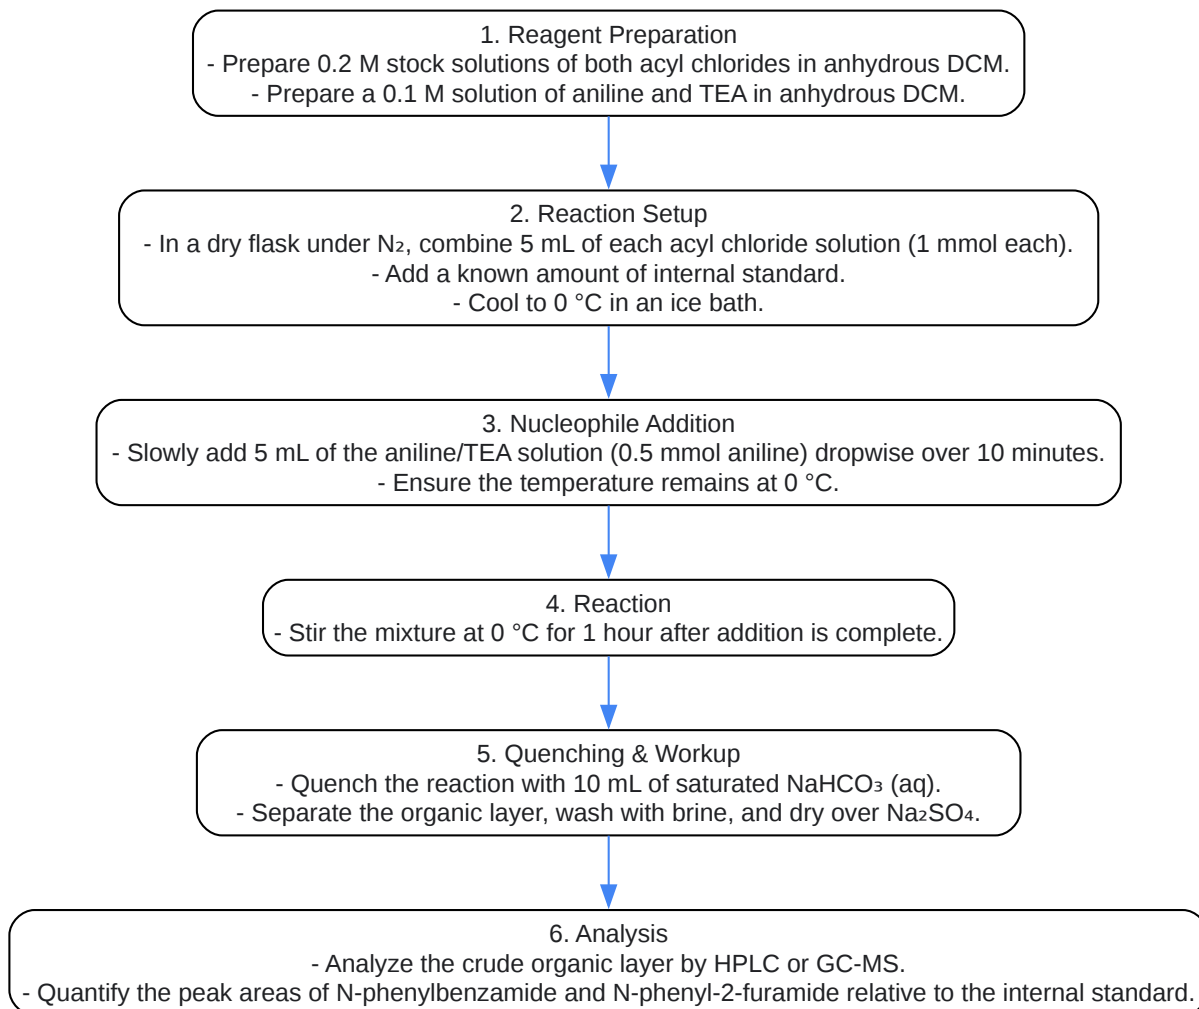 1. Reagent Preparation
- Prepare 0.2 M stock solutions of both acyl chlorides in anhydrous DCM.
- Prepare a 0.1 M solution of aniline and TEA in anhydrous DCM.
2. Reaction Setup
- In a dry flask under N₂, combine 5 mL of each acyl chloride solution (1 mmol each).
- Add a known amount of internal standard.
- Cool to 0 °C in an ice bath.
3. Nucleophile Addition
- Slowly add 5 mL of the aniline/TEA solution (0.5 mmol aniline) dropwise over 10 minutes.
- Ensure the temperature remains at 0 °C.
4. Reaction
- Stir the mixture at 0 °C for 1 hour after addition is complete.
5. Quenching & Workup
- Quench the reaction with 10 mL of saturated NaHCO₃ (aq).
- Separate the organic layer, wash with brine, and dry over Na₂SO₄.
6. Analysis
- Analyze the crude organic layer by HPLC or GC-MS.
- Quantify the peak areas of N-phenylbenzamide and N-phenyl-2-furamide relative to the internal standard.